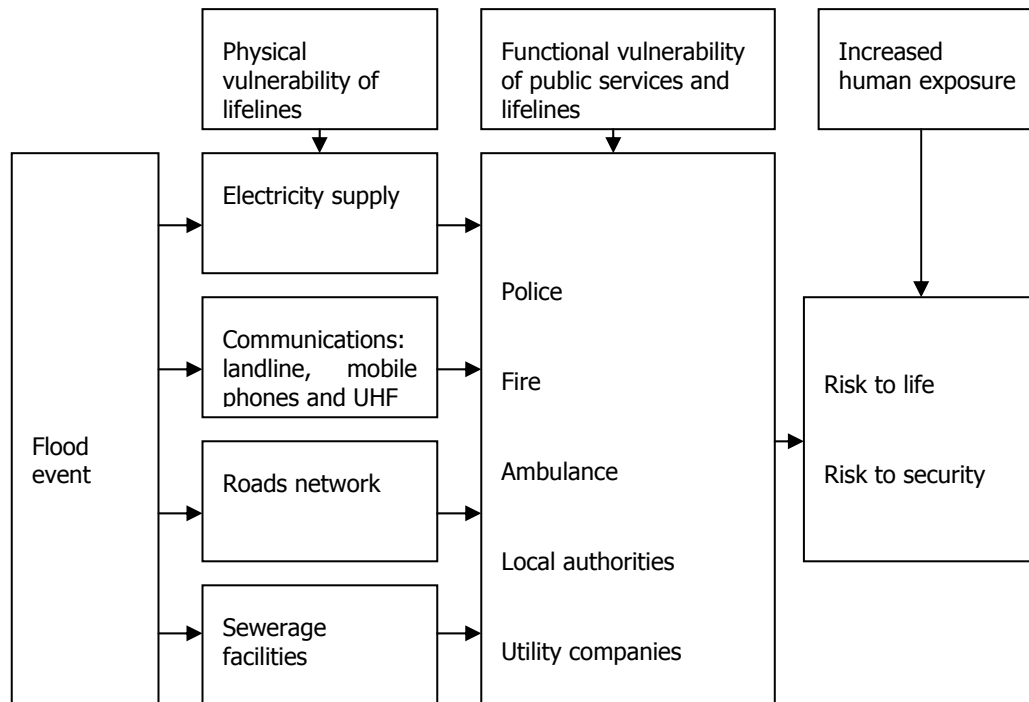 Physical
vulnerability of
lifelines
Functional vulnerability
of public services and
lifelines
Increased
human exposure
Flood
event
Electricity supply
Communications:
landline, mobile
phones and UHF
Roads network
Sewerage
facilities
Police
Fire
Ambulance
Local authorities
Utility companies
Risk to life
Risk to security